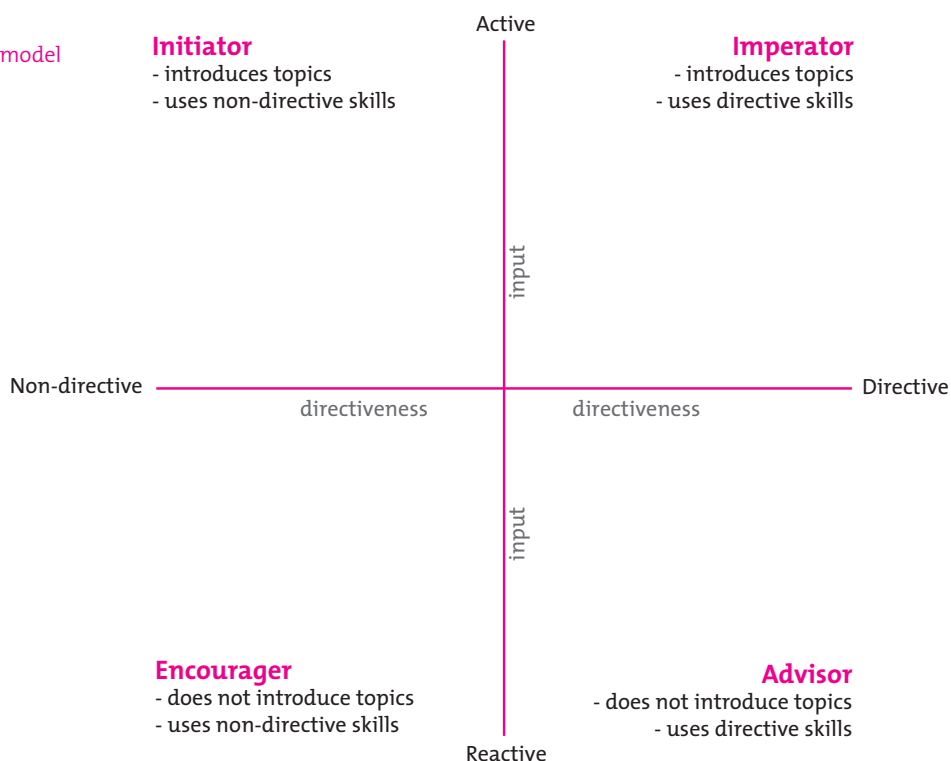 Active
model
Initiator
- introduces topics
- uses non-directive skills
Imperator
- introduces topics
- uses directive skills
input
Non-directive
Directive
directiveness
directiveness
input
Encourager
- does not introduce topics
- uses non-directive skills
Advisor
- does not introduce topics
- uses directive skills
Reactive